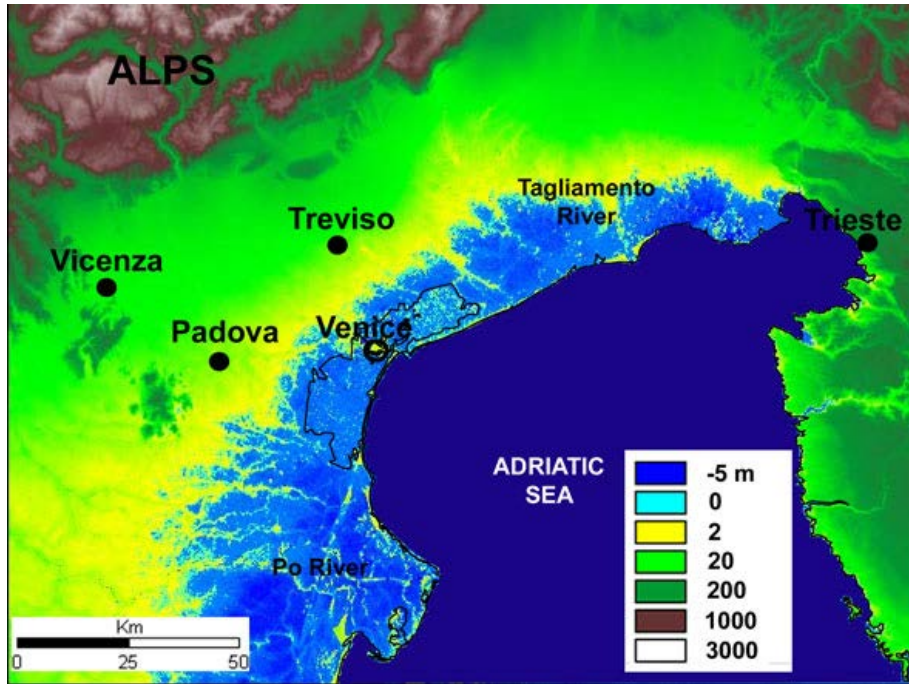 ALPS
Tagliamento
River
Treviso
Trieste
Vicenza
Padova
Venice
ADRIATIC
SEA
Po River
-5 m
0
2
20
200
1000
3000
Km
0 25 50